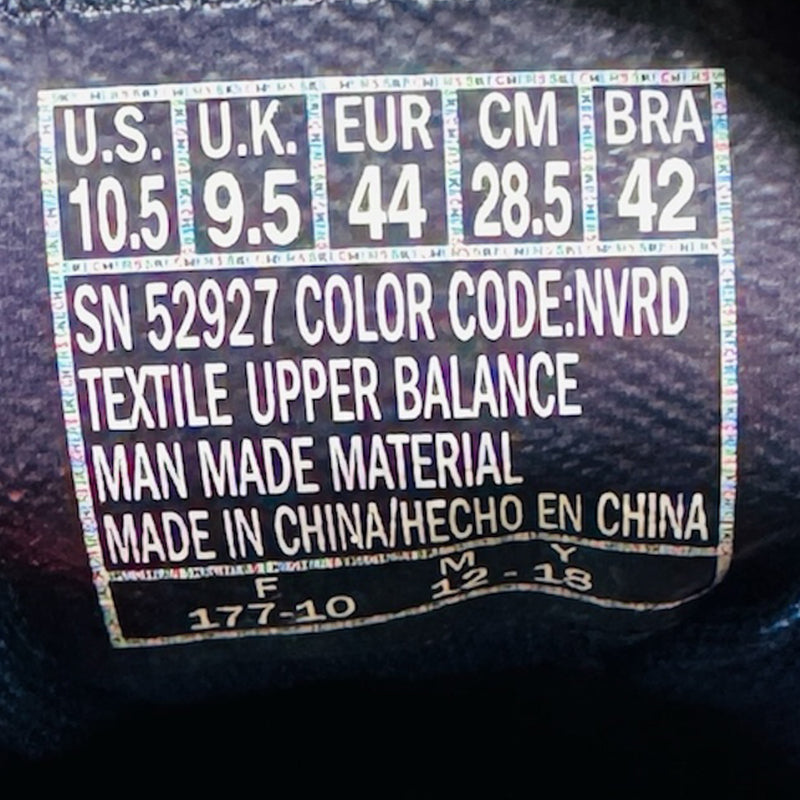 U.S. U.K. EUR CM BRA
10.5 9.5 44 28.5 42
SN 52927 COLOR CODE:NVRD
TEXTILE UPPER BALANCE
MAN MADE MATERIAL
MADE IN CHINA/HECHO EN CHINA
F M Y
177-10 12-18